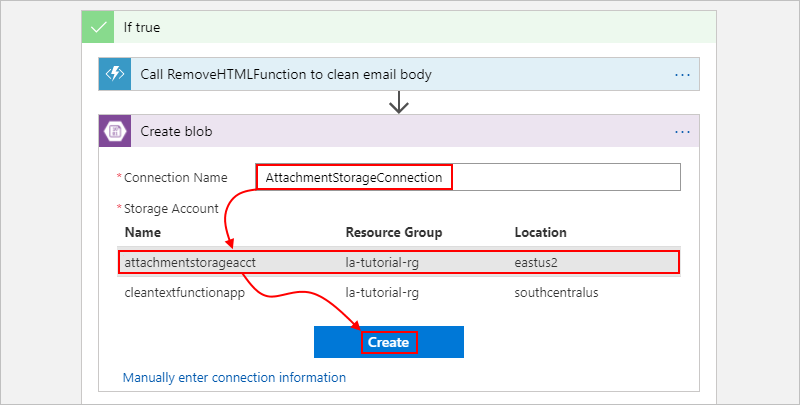 If true
Call RemoveHTMLFunction to clean email body
Create blob
* Connection Name AttachmentStorageConnection
* Storage Account
Name Resource Group Location
attachmentstorageacct la-tutorial-rg eastus2
cleantextfunctionapp la-tutorial-rg southcentralus
Create
Manually enter connection information